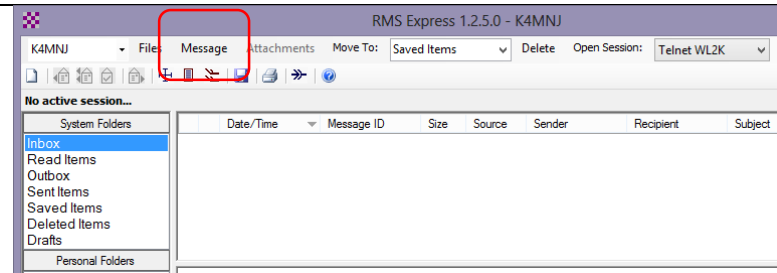 RMS Express 1.2.5.0 - K4MNJ
K4MNJ Files Message Attachments Move To: Saved Items Delete Open Session: Telnet WL2K
No active session...
System Folders Date/Time Message ID Size Source Sender Recipient Subject
Inbox
Read Items
Outbox
Sent Items
Saved Items
Deleted Items
Drafts
Personal Folders